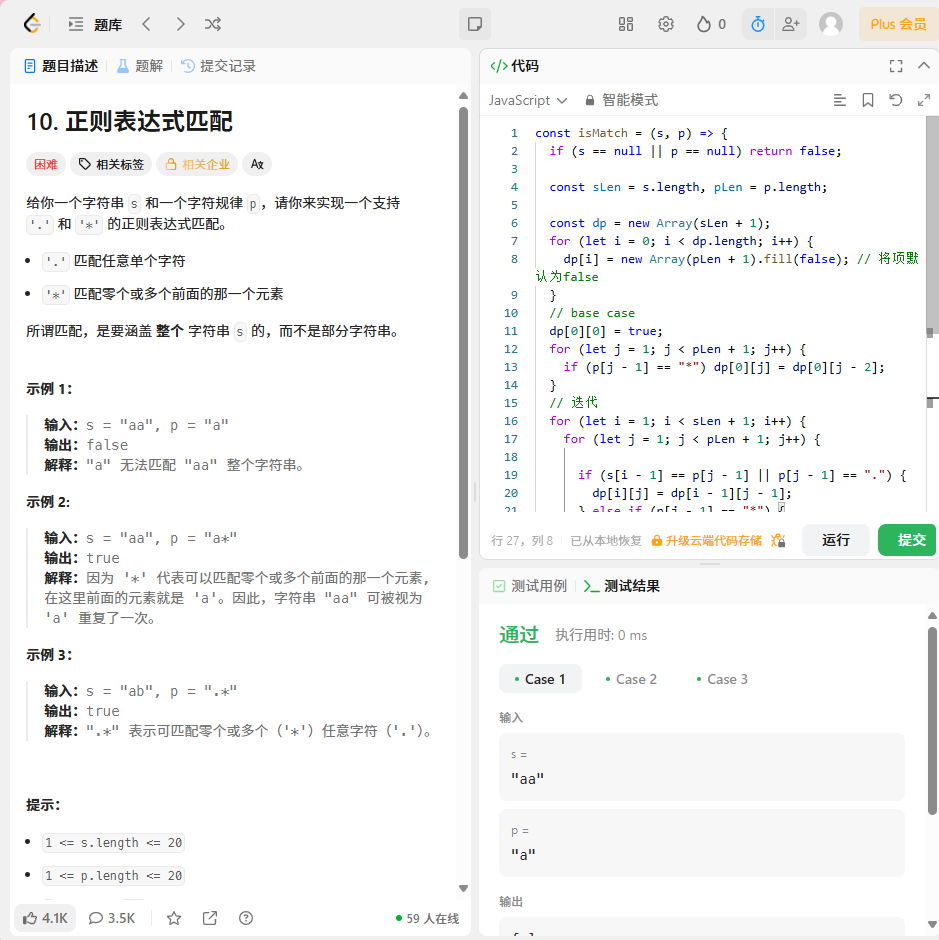 题库
0
Plus 会员
题目描述
题解
提交记录
10. 正则表达式匹配
困难
相关标签
相关企业
给你一个字符串 s 和一个字符规律 p，请你来实现一个支持
'.' 和 '*' 的正则表达式匹配。
'.' 匹配任意单个字符
'*' 匹配零个或多个前面的那一个元素
所谓匹配，是要涵盖 整个 字符串 s 的，而不是部分字符串。
示例 1：
输入：s = "aa", p = "a"
输出：false
解释："a" 无法匹配 "aa" 整个字符串。
示例 2:
输入：s = "aa", p = "a*"
输出：true
解释：因为 '*' 代表可以匹配零个或多个前面的那一个元素,
在这里前面的元素就是 'a'。因此，字符串 "aa" 可被视为
'a' 重复了一次。
示例 3：
输入：s = "ab", p = ".*"
输出：true
解释：".*" 表示可匹配零个或多个（'*'）任意字符（'.'）。
提示：
1 <= s.length <= 20
1 <= p.length <= 20
4.1K
3.5K
59 人在线
</> 代码
JavaScript
智能模式
1 const isMatch = (s, p) => {
2 if (s == null || p == null) return false;
3
4 const sLen = s.length, pLen = p.length;
5
6 const dp = new Array(sLen + 1);
7 for (let i = 0; i < dp.length; i++) {
8 dp[i] = new Array(pLen + 1).fill(false); // 将项默
认为false
9 }
10 // base case
11 dp[0][0] = true;
12 for (let j = 1; j < pLen + 1; j++) {
13 if (p[j - 1] == "*") dp[0][j] = dp[0][j - 2];
14 }
15 // 迭代
16 for (let i = 1; i < sLen + 1; i++) {
17 for (let j = 1; j < pLen + 1; j++) {
18
19 if (s[i - 1] == p[j - 1] || p[j - 1] == ".") {
20 dp[i][j] = dp[i - 1][j - 1];
21 } else if (p[j - 1] == "*") {
行 27, 列 8
已从本地恢复
升级云端代码存储
运行
提交
测试用例
测试结果
通过
执行用时: 0 ms
Case 1
Case 2
Case 3
输入
s =
"aa"
p =
"a"
输出